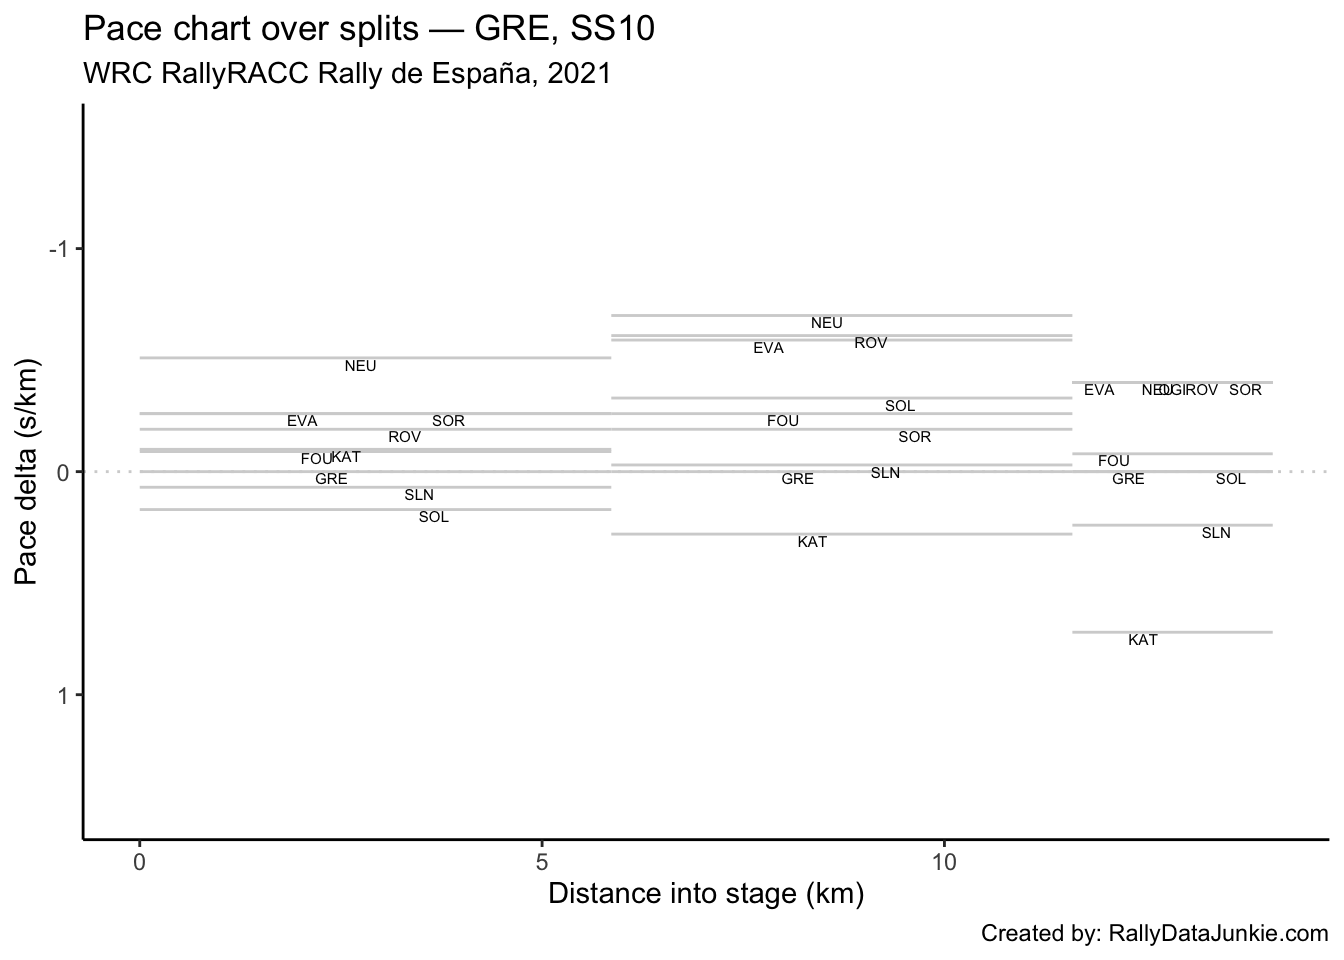 Pace chart over splits — GRE, SS10
WRC RallyRACC Rally de España, 2021
Pace delta (s/km)
-1
0
1
NEU
EVA SOR
ROV
FOU KAT
GRE
SLN
SOL
NEU
EVA ROV
SOL
FOU
SOR
SLN
GRE
KAT
EVA NEU OGI ROV SOR
FOU
GRE SOL
SLN
KAT
0 5 10
Distance into stage (km)
Created by: RallyDataJunkie.com